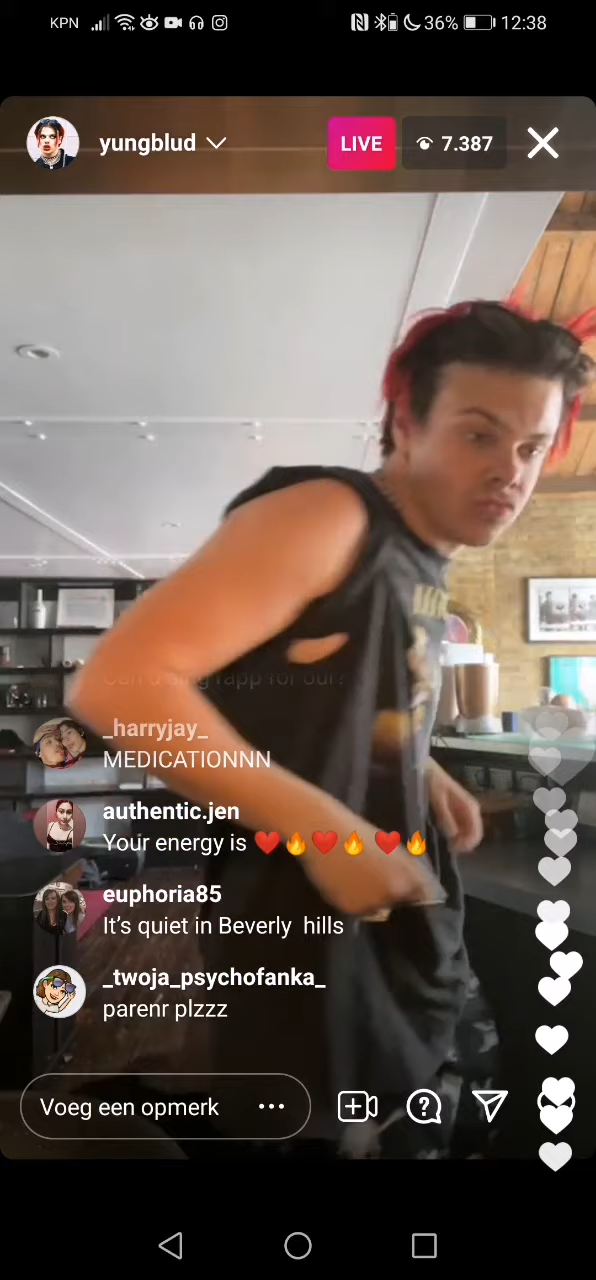 KPN 36% 12:38
yungblud LIVE 7.387
_harryjay_
MEDICATIONNN
authentic.jen
Your energy is ❤️🔥❤️🔥 ❤️🔥
euphoria85
It’s quiet in Beverly hills
_twoja_psychofanka_
parenr plzzz
Voeg een opmerk